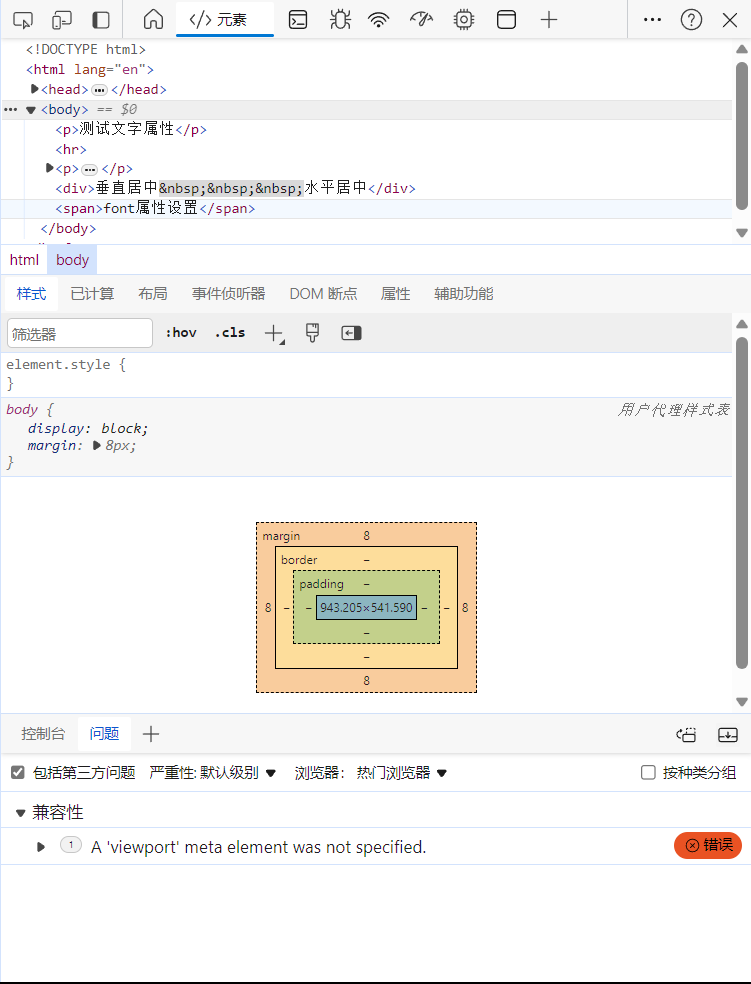 元素
<!DOCTYPE html>
<html lang="en">
<head>…</head>
… <body> == $0
<p>测试文字属性</p>
<hr>
<p>…</p>
<div>垂直居中&nbsp;&nbsp;&nbsp;水平居中</div>
<span>font属性设置</span>
</body>
html body
样式 已计算 布局 事件侦听器 DOM 断点 属性 辅助功能
筛选器 :hov .cls
element.style {
}
body { 用户代理样式表
display: block;
margin: 8px;
}
margin 8
border –
padding –
8 – – 943.205×541.590 – – 8
–
–
8
控制台 问题
包括第三方问题 严重性: 默认级别 浏览器: 热门浏览器 按种类分组
兼容性
1 A 'viewport' meta element was not specified. 错误